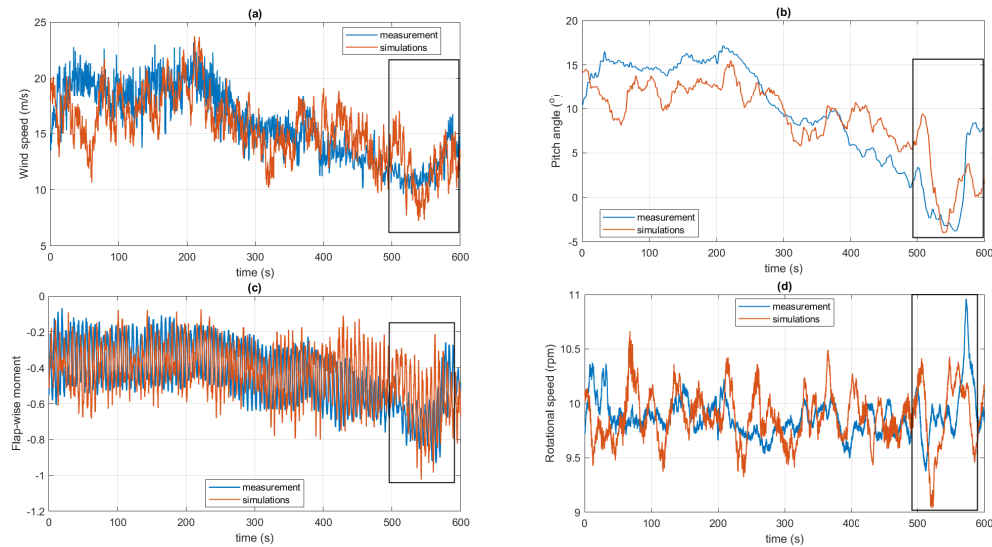 (a)
25
20
15
10
5
Wind speed (m/s)
measurement
simulations
0 100 200 300 400 500 600
time (s)
(b)
20
15
10
5
0
-5
Pitch angle (°)
measurement
simulations
0 100 200 300 400 500 600
time (s)
(c)
0
-0.2
-0.4
-0.6
-0.8
-1
-1.2
Flap-wise moment
measurement
simulations
0 100 200 300 400 500 600
time (s)
(d)
11
10.5
10
9.5
9
Rotational speed (rpm)
measurement
simulations
0 100 200 300 400 500 600
time (s)